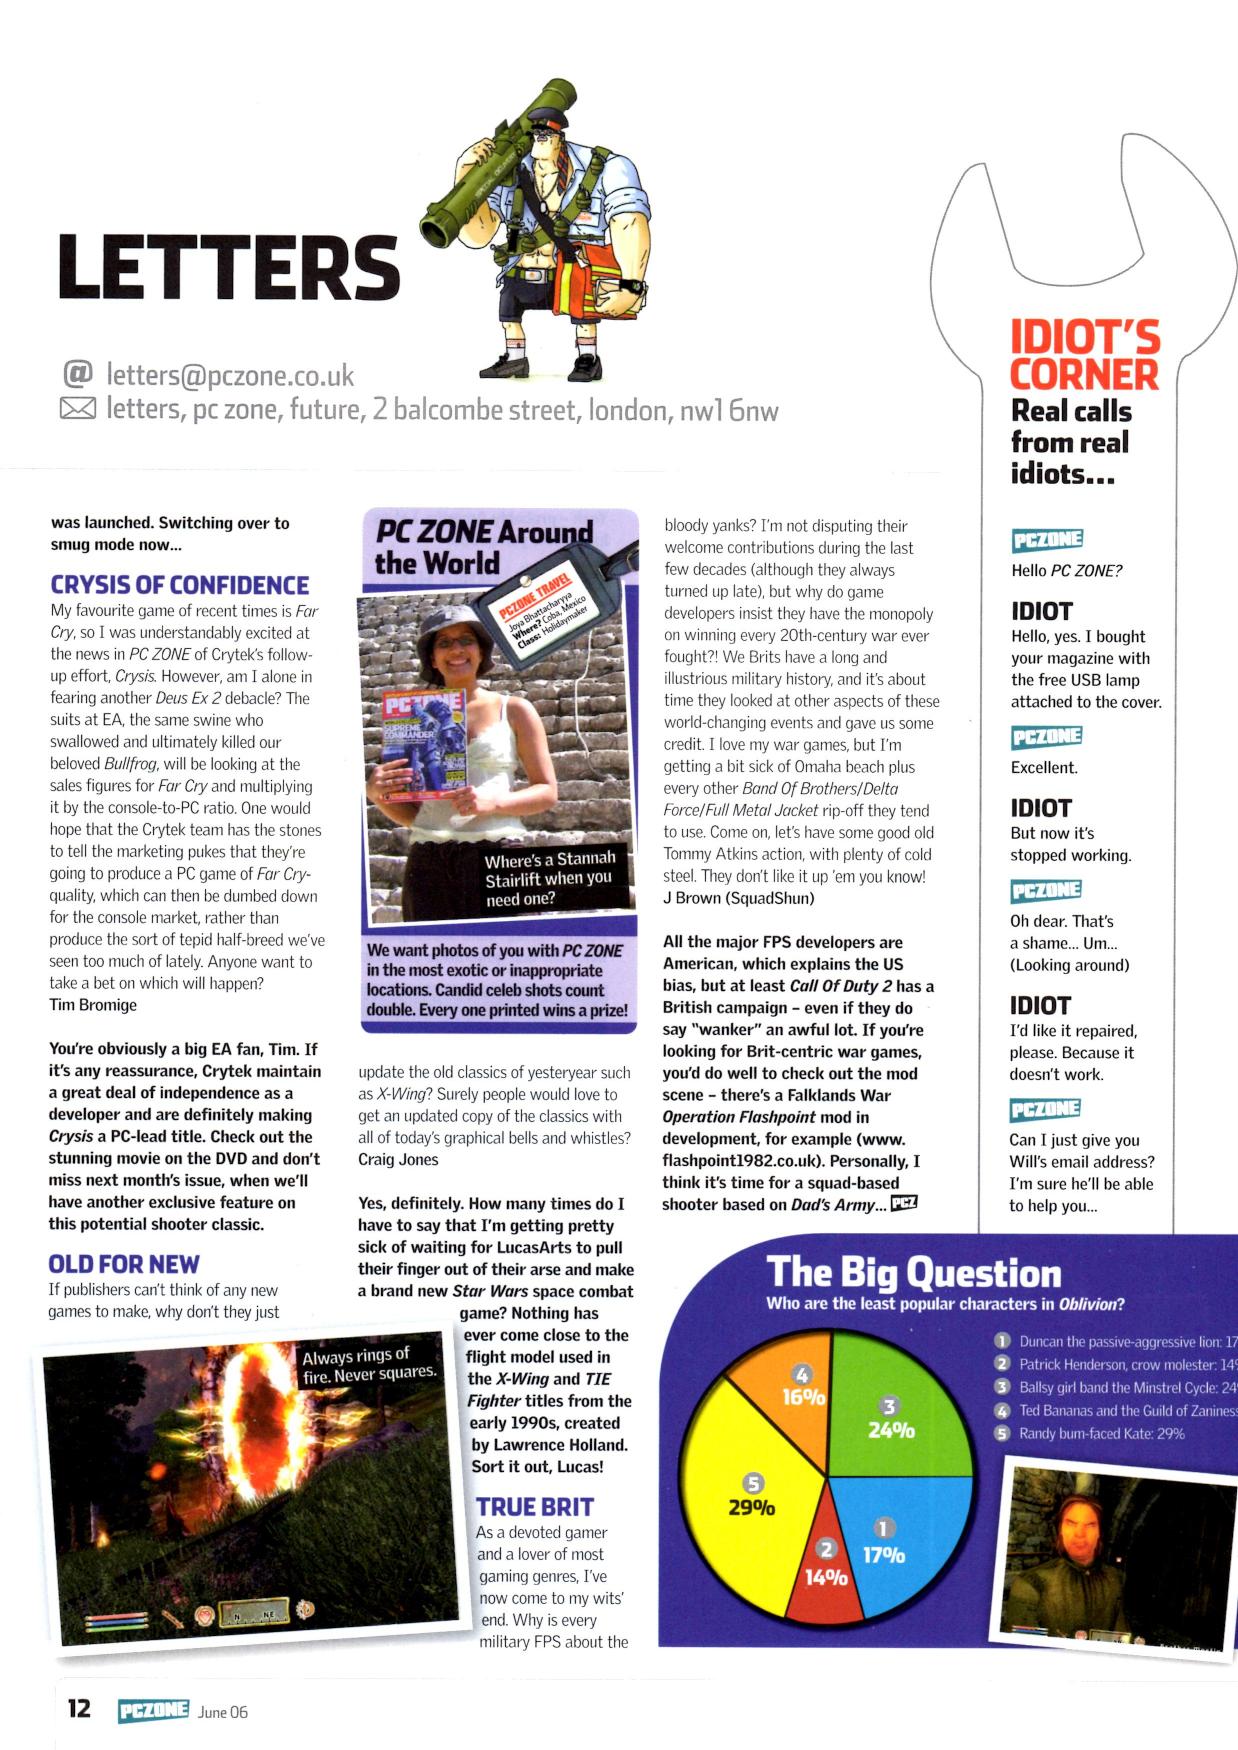 LETTERS
SPECIAL DELIVERY
@ letters@pczone.co.uk
letters, pc zone, future, 2 balcombe street, london, nw1 6nw
was launched. Switching over to
smug mode now...
CRYSIS OF CONFIDENCE
My favourite game of recent times is Far
Cry, so I was understandably excited at
the news in PC ZONE of Crytek's follow-
up effort, Crysis. However, am I alone in
fearing another Deus Ex 2 debacle? The
suits at EA, the same swine who
swallowed and ultimately killed our
beloved Bullfrog, will be looking at the
sales figures for Far Cry and multiplying
it by the console-to-PC ratio. One would
hope that the Crytek team has the stones
to tell the marketing pukes that they're
going to produce a PC game of Far Cry-
quality, which can then be dumbed down
for the console market, rather than
produce the sort of tepid half-breed we've
seen too much of lately. Anyone want to
take a bet on which will happen?
Tim Bromige
You're obviously a big EA fan, Tim. If
it's any reassurance, Crytek maintain
a great deal of independence as a
developer and are definitely making
Crysis a PC-lead title. Check out the
stunning movie on the DVD and don't
miss next month's issue, when we'll
have another exclusive feature on
this potential shooter classic.
OLD FOR NEW
If publishers can't think of any new
games to make, why don't they just
Always rings of
fire. Never squares.
N NE
PC ZONE Around
the World
PCZONE TRAVEL
Joya Bhattacharyya
Where? Coba, Mexico
Class: Holidaymaker
PCZONE
SUPREME
COMMANDER
Where's a Stannah
Stairlift when you
need one?
We want photos of you with PC ZONE
in the most exotic or inappropriate
locations. Candid celeb shots count
double. Every one printed wins a prize!
update the old classics of yesteryear such
as X-Wing? Surely people would love to
get an updated copy of the classics with
all of today's graphical bells and whistles?
Craig Jones
Yes, definitely. How many times do I
have to say that I'm getting pretty
sick of waiting for LucasArts to pull
their finger out of their arse and make
a brand new Star Wars space combat
game? Nothing has
ever come close to the
flight model used in
the X-Wing and TIE
Fighter titles from the
early 1990s, created
by Lawrence Holland.
Sort it out, Lucas!
TRUE BRIT
As a devoted gamer
and a lover of most
gaming genres, I've
now come to my wits'
end. Why is every
military FPS about the
bloody yanks? I'm not disputing their
welcome contributions during the last
few decades (although they always
turned up late), but why do game
developers insist they have the monopoly
on winning every 20th-century war ever
fought?! We Brits have a long and
illustrious military history, and it's about
time they looked at other aspects of these
world-changing events and gave us some
credit. I love my war games, but I'm
getting a bit sick of Omaha beach plus
every other Band Of Brothers/Delta
Force/Full Metal Jacket rip-off they tend
to use. Come on, let's have some good old
Tommy Atkins action, with plenty of cold
steel. They don't like it up 'em you know!
J Brown (SquadShun)
All the major FPS developers are
American, which explains the US
bias, but at least Call Of Duty 2 has a
British campaign – even if they do
say "wanker" an awful lot. If you're
looking for Brit-centric war games,
you'd do well to check out the mod
scene – there's a Falklands War
Operation Flashpoint mod in
development, for example (www.
flashpoint1982.co.uk). Personally, I
think it's time for a squad-based
shooter based on Dad's Army... PCZ
IDIOT'S
CORNER
Real calls
from real
idiots...
PCZONE
Hello PC ZONE?
IDIOT
Hello, yes. I bought
your magazine with
the free USB lamp
attached to the cover.
PCZONE
Excellent.
IDIOT
But now it's
stopped working.
PCZONE
Oh dear. That's
a shame... Um...
(Looking around)
IDIOT
I'd like it repaired,
please. Because it
doesn't work.
PCZONE
Can I just give you
Will's email address?
I'm sure he'll be able
to help you...
The Big Question
Who are the least popular characters in Oblivion?
1 Duncan the passive-aggressive lion: 17
2 Patrick Henderson, crow molester: 14
3 Ballsy girl band the Minstrel Cycle: 24
4 Ted Bananas and the Guild of Zaniness
5 Randy bum-faced Kate: 29%
4
16%
3
24%
5
29%
2
14%
1
17%
12 PCZONE June 06